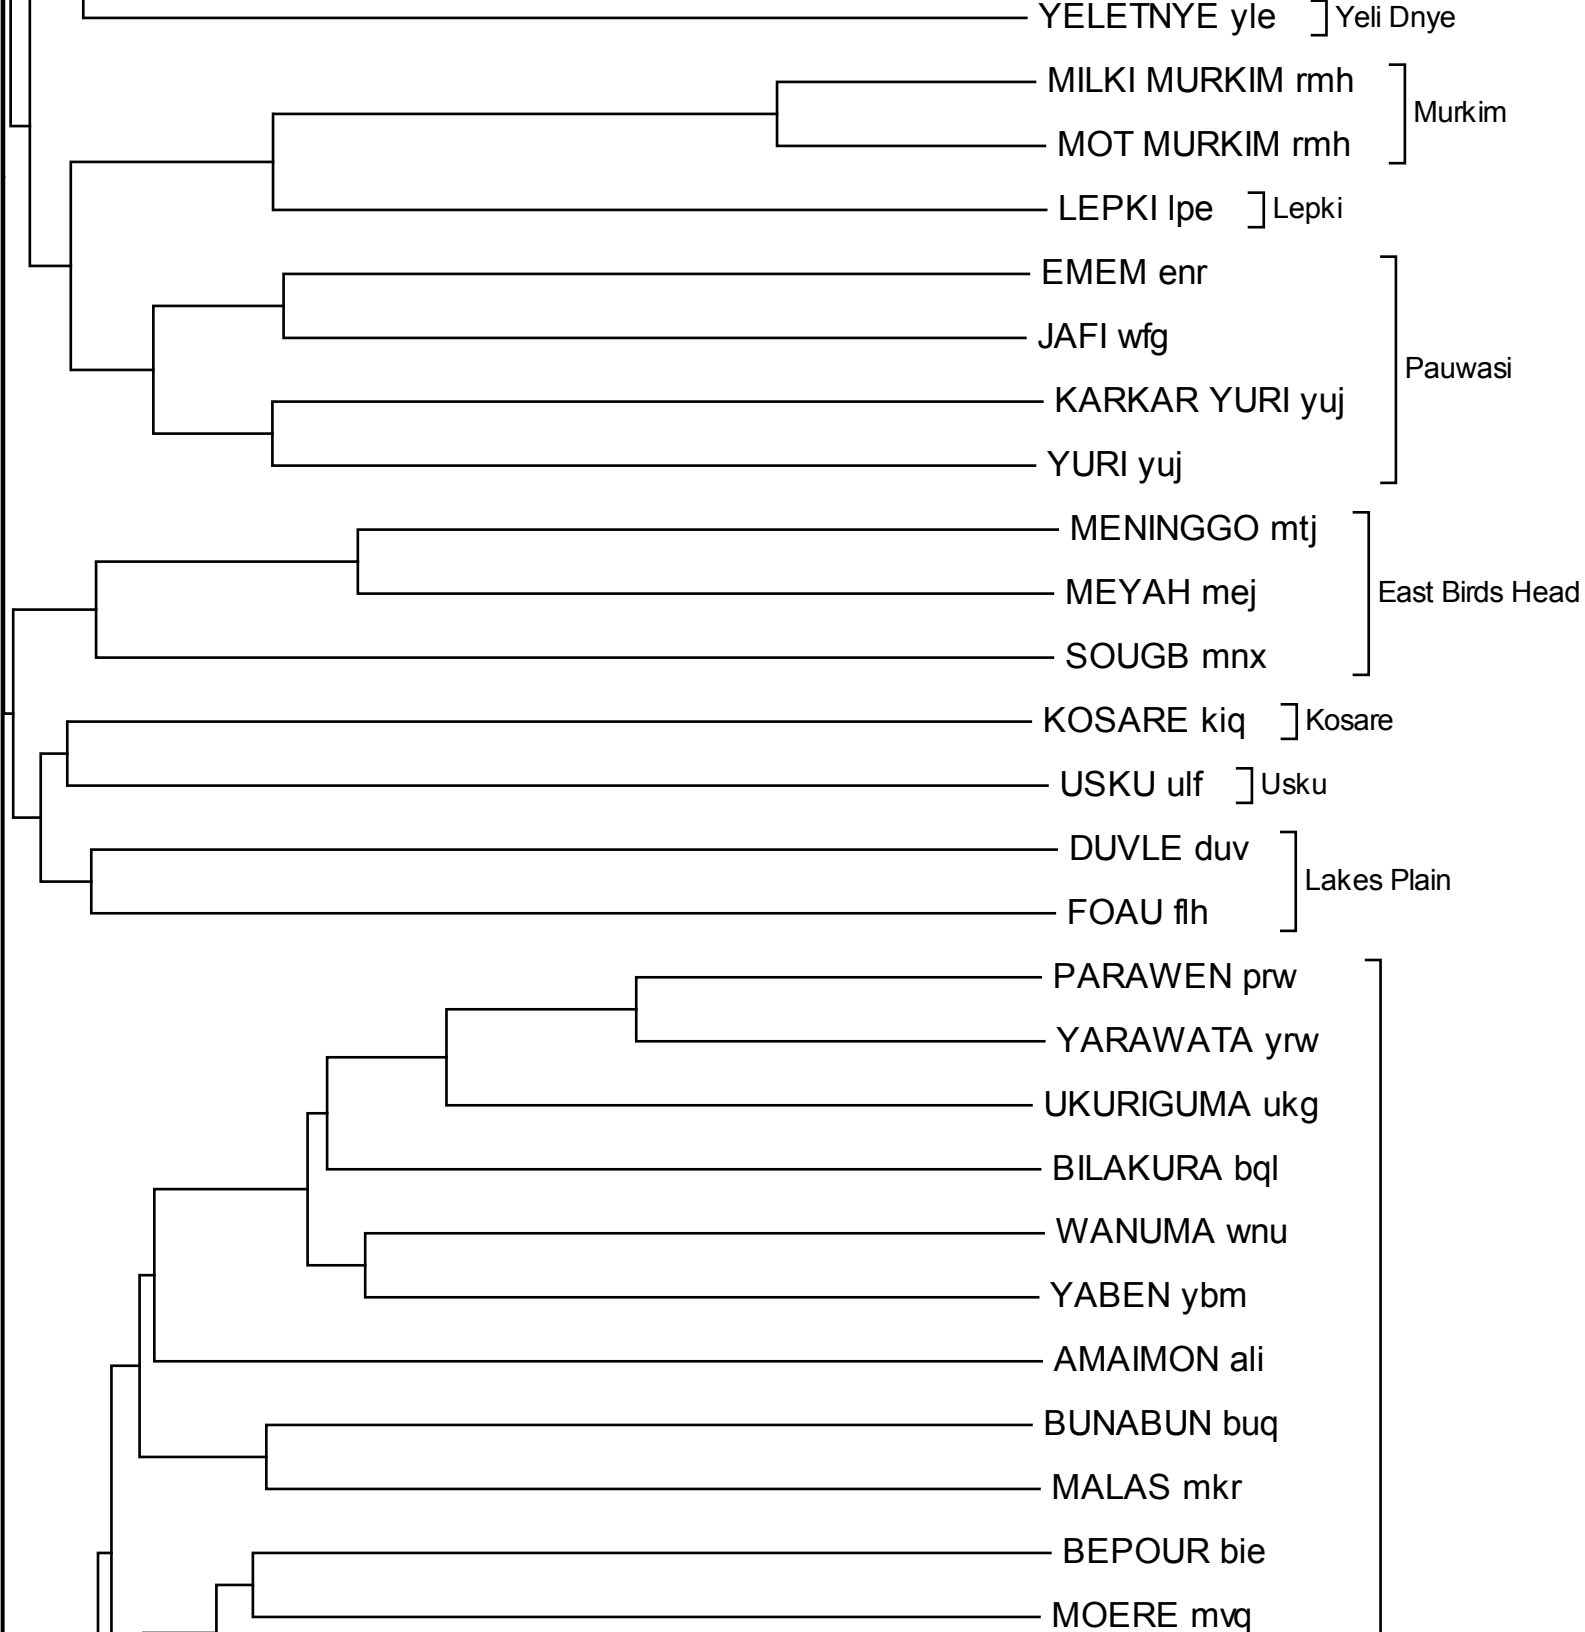 YELETNYE yle Yeli Dnye
MILKI MURKIM rmh
Murkim
MOT MURKIM rmh
LEPKI lpe Lepki
EMEM enr
JAFI wfg
Pauwasi
KARKAR YURI yuj
YURI yuj
MENINGGO mtj
MEYAH mej East Birds Head
SOUGB mnx
KOSARE kiq Kosare
USKU ulf Usku
DUVLE duv
Lakes Plain
FOAU flh
PARAWEN prw
YARAWATA yrw
UKURIGUMA ukg
BILAKURA bql
WANUMA wnu
YABEN ybm
AMAIMON ali
BUNABUN buq
MALAS mkr
BEPOUR bie
MOERE mvq